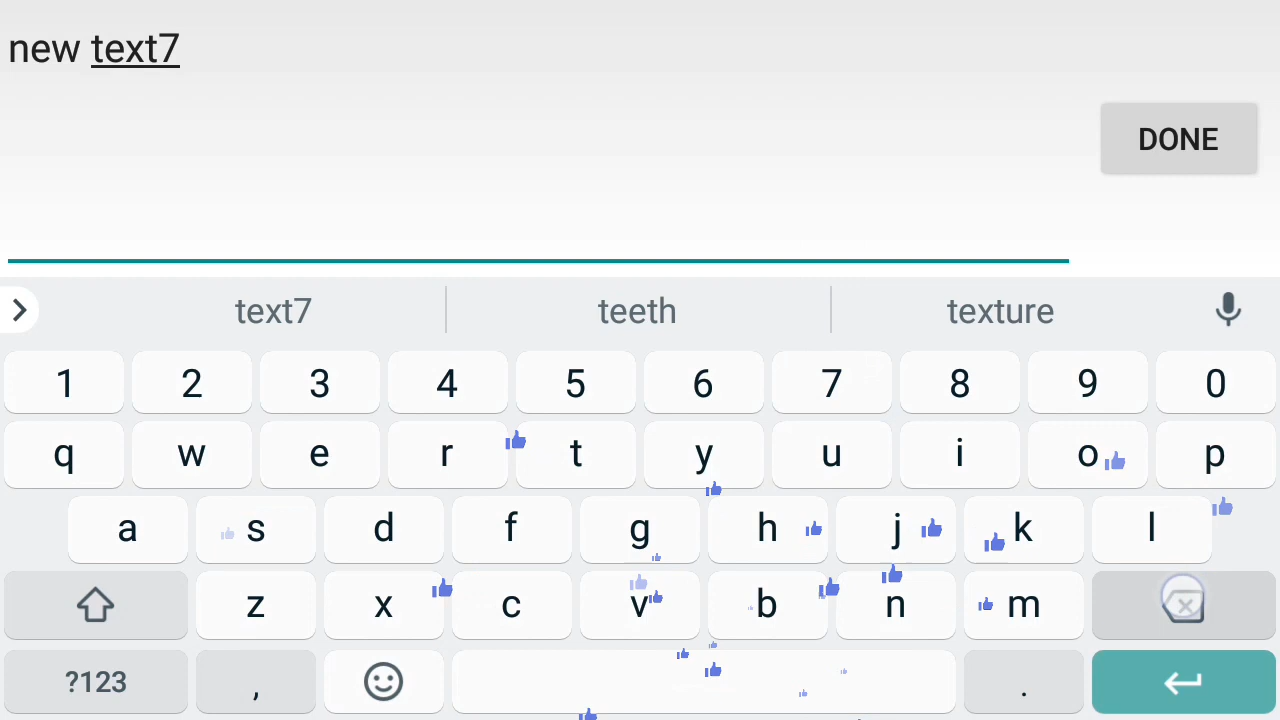 new text7
DONE
text7 teeth texture
1 2 3 4 5 6 7 8 9 0
q w e r t y u i o p
a s d f g h j k l
z x c v b n m
?123 , .